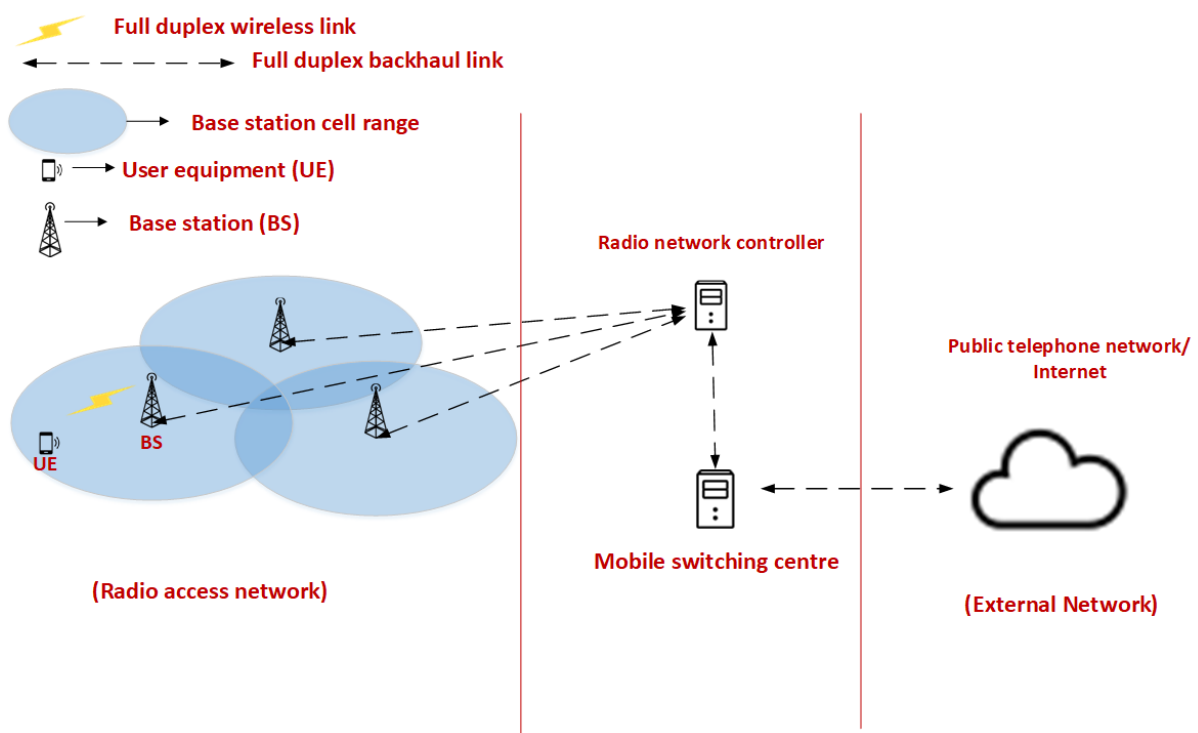 Full duplex wireless link
Full duplex backhaul link
Base station cell range
User equipment (UE)
Base station (BS)
Radio network controller
Public telephone network/
Internet
BS
UE
Mobile switching centre
(Radio access network)
(External Network)